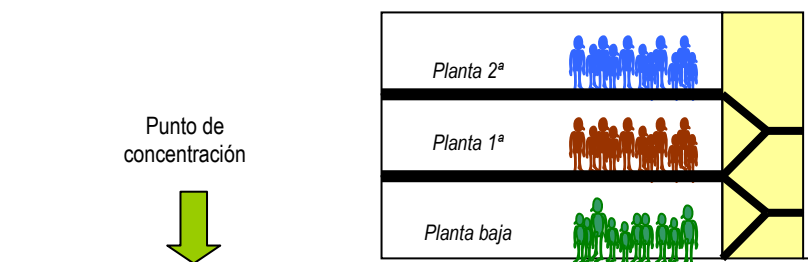 Planta 2ª
Punto de
concentración
Planta 1ª
Planta baja